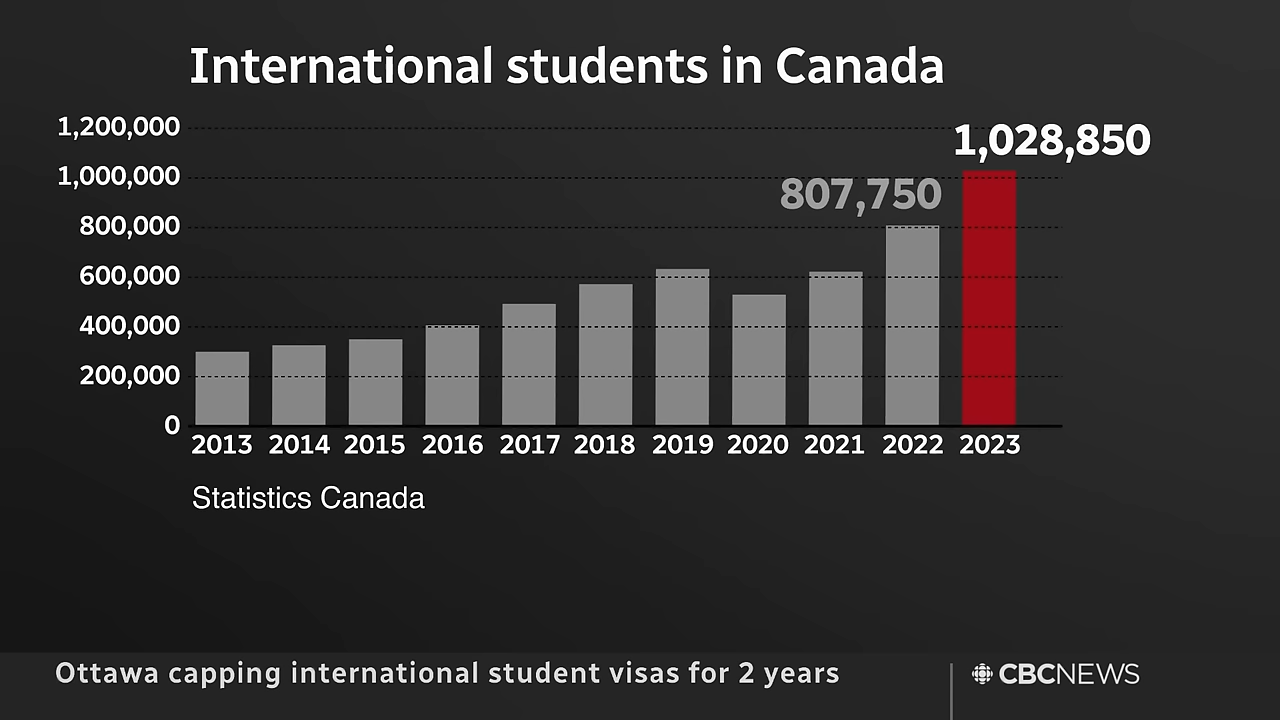 International students in Canada
1,200,000
1,028,850
1,000,000
807,750
800,000
600,000
400,000
200,000
0
2013 2014 2015 2016 2017 2018 2019 2020 2021 2022 2023
Statistics Canada
Ottawa capping international student visas for 2 years
CBCNEWS